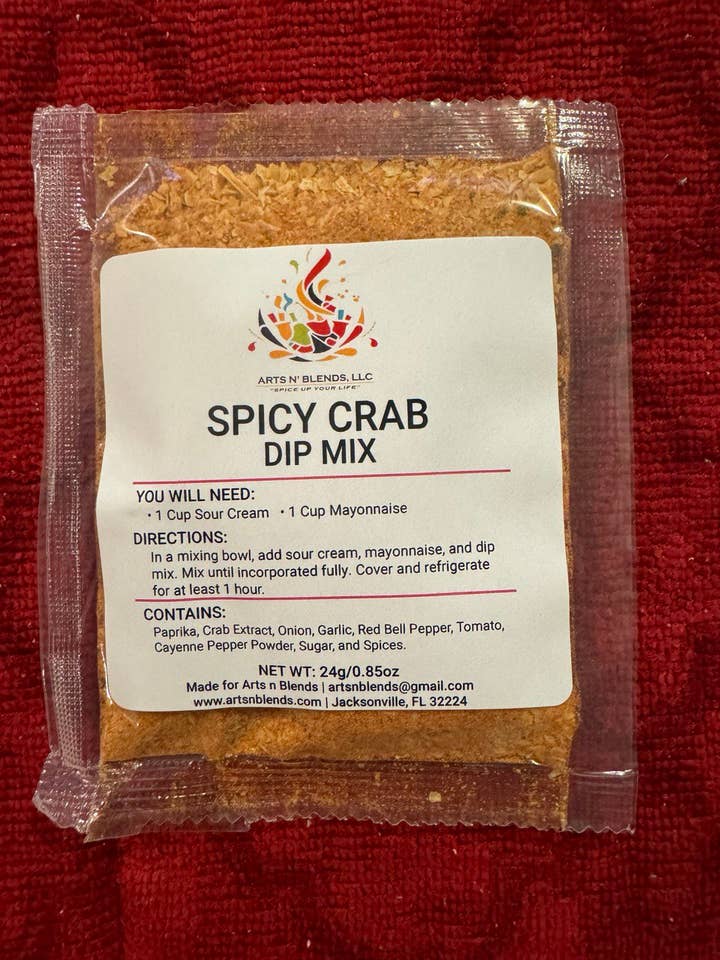 ARTS N' BLENDS, LLC
"SPICE UP YOUR LIFE"
SPICY CRAB
DIP MIX
YOU WILL NEED:
• 1 Cup Sour Cream • 1 Cup Mayonnaise
DIRECTIONS:
In a mixing bowl, add sour cream, mayonnaise, and dip
mix. Mix until incorporated fully. Cover and refrigerate
for at least 1 hour.
CONTAINS:
Paprika, Crab Extract, Onion, Garlic, Red Bell Pepper, Tomato,
Cayenne Pepper Powder, Sugar, and Spices.
NET WT: 24g/0.85oz
Made for Arts n Blends | artsnblends@gmail.com
www.artsnblends.com | Jacksonville, FL 32224